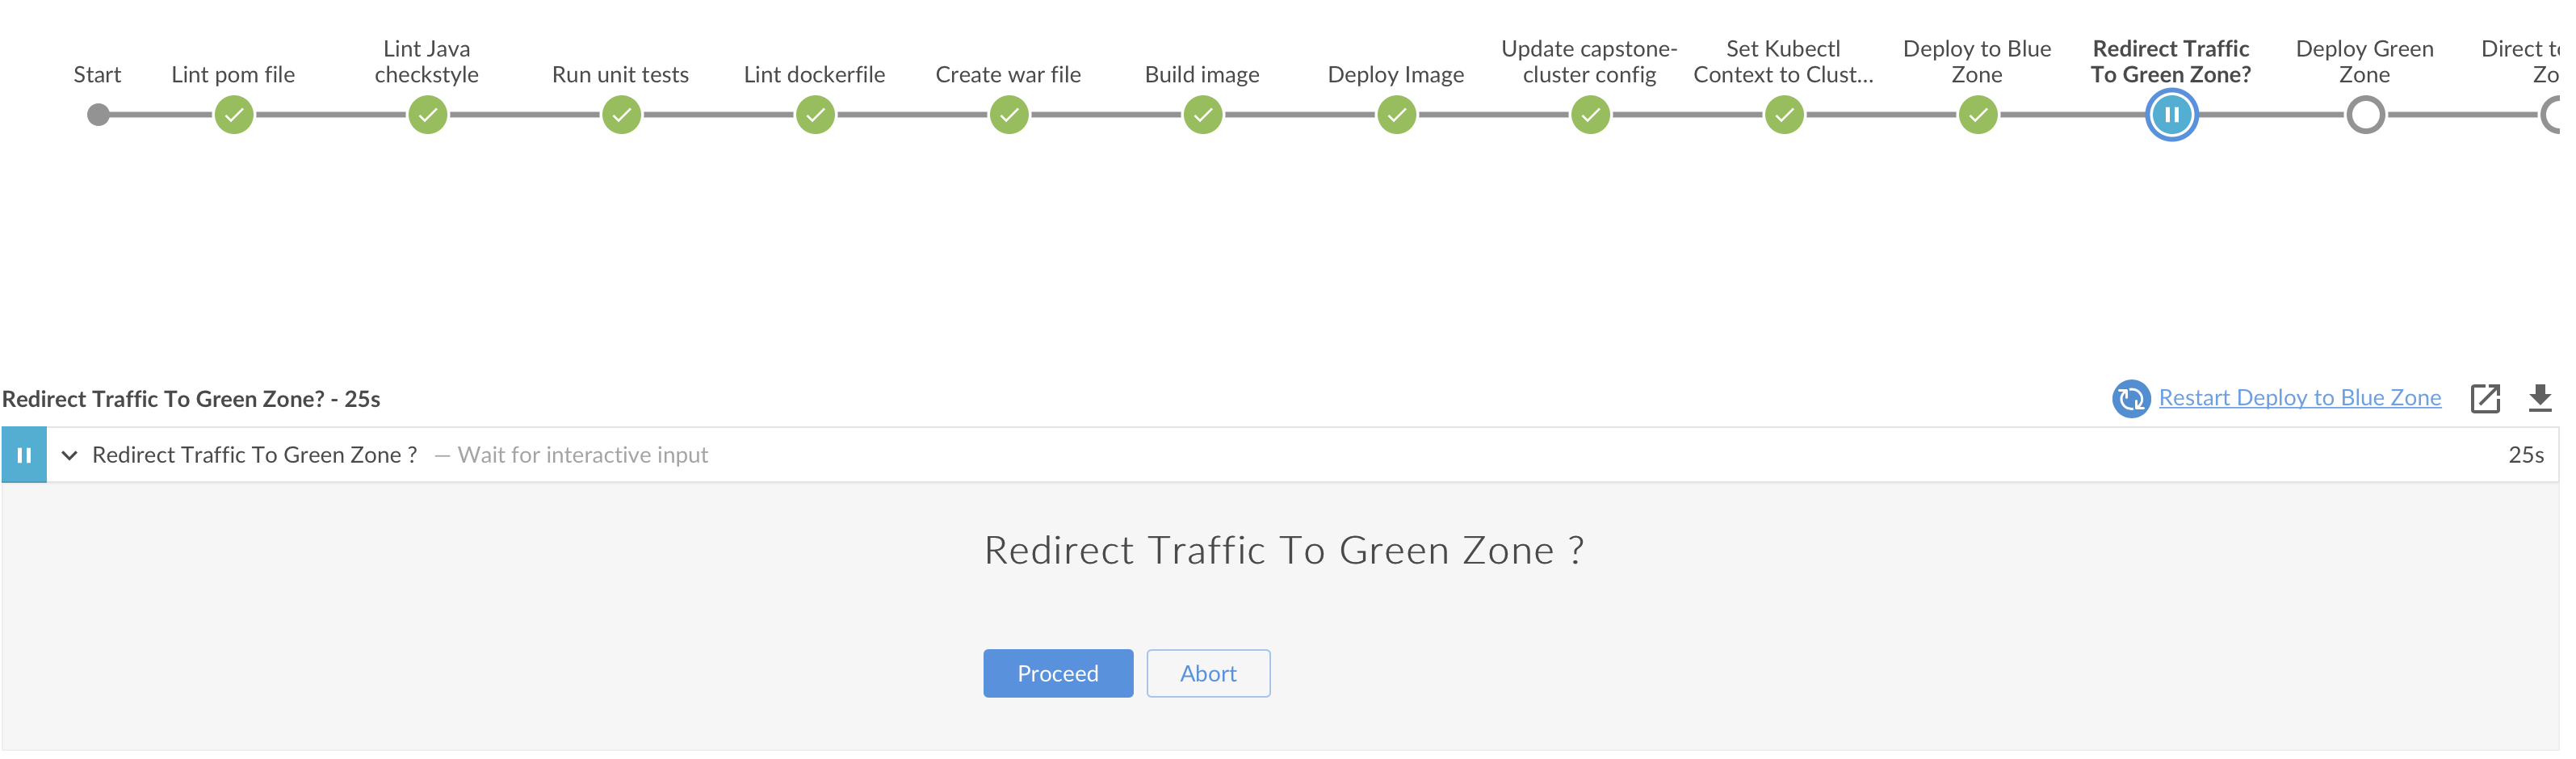 Start
Lint pom file
Lint Java
checkstyle
Run unit tests
Lint dockerfile
Create war file
Build image
Deploy Image
Update capstone-
cluster config
Set Kubectl
Context to Clust...
Deploy to Blue
Zone
Redirect Traffic
To Green Zone?
Deploy Green
Zone
Direct
Redirect Traffic To Green Zone? - 25s
Restart Deploy to Blue Zone
Redirect Traffic To Green Zone ? — Wait for interactive input
25s
Redirect Traffic To Green Zone ?
Proceed
Abort